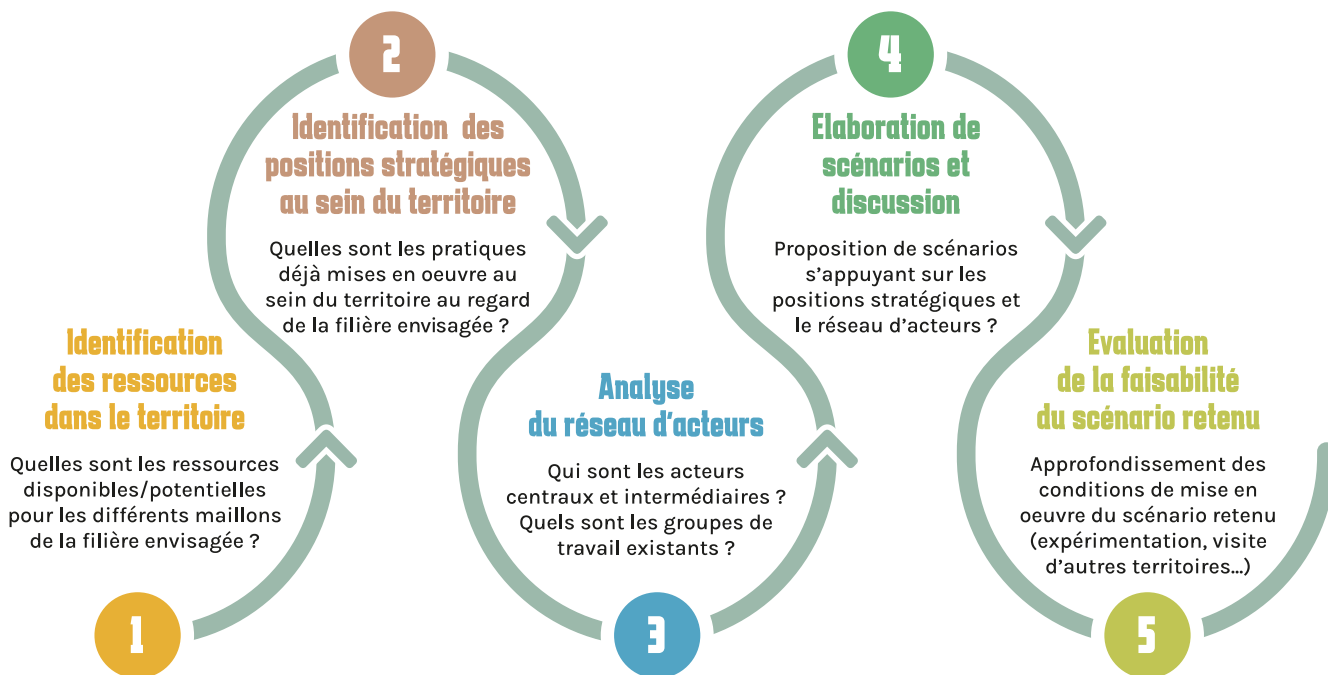 1
Identification
des ressources
dans le territoire
Quelles sont les ressources
disponibles/potentielles
pour les différents maillons
de la filière envisagée ?
2
Identification des
positions stratégiques
au sein du territoire
Quelles sont les pratiques
déjà mises en oeuvre au
sein du territoire au regard
de la filière envisagée ?
3
Analyse
du réseau d'acteurs
Qui sont les acteurs
centraux et intermédiaires ?
Quels sont les groupes de
travail existants ?
4
Elaboration de
scénarios et
discussion
Proposition de scénarios
s'appuyant sur les
positions stratégiques et
le réseau d'acteurs ?
5
Evaluation
de la faisabilité
du scénario retenu
Approfondissement des
conditions de mise en
oeuvre du scénario retenu
(expérimentation, visite
d'autres territoires...)